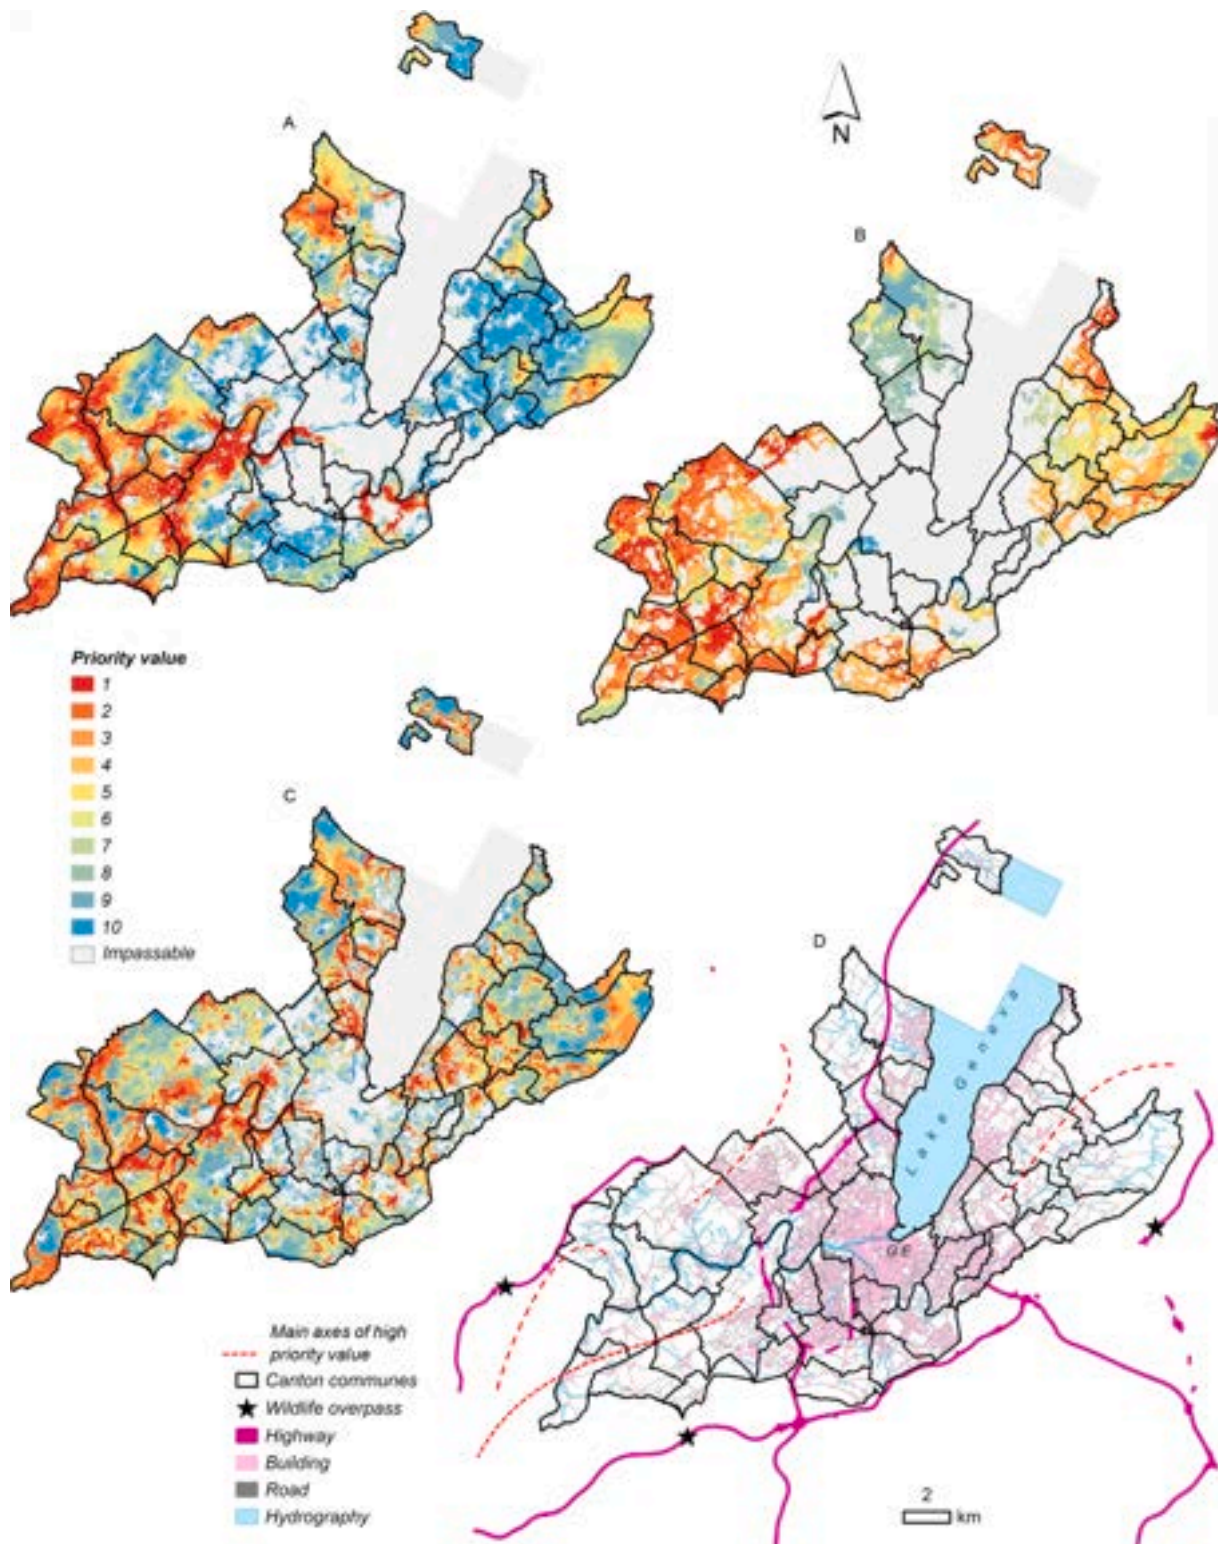 A
N
B
Priority value
1
2
3
4
5
6
7
8
9
10
Impassable
C
D
Lake Geneva
GE
Main axes of high
priority value
Canton communes
Wildlife overpass
Highway
Building
Road
Hydrography
2
km